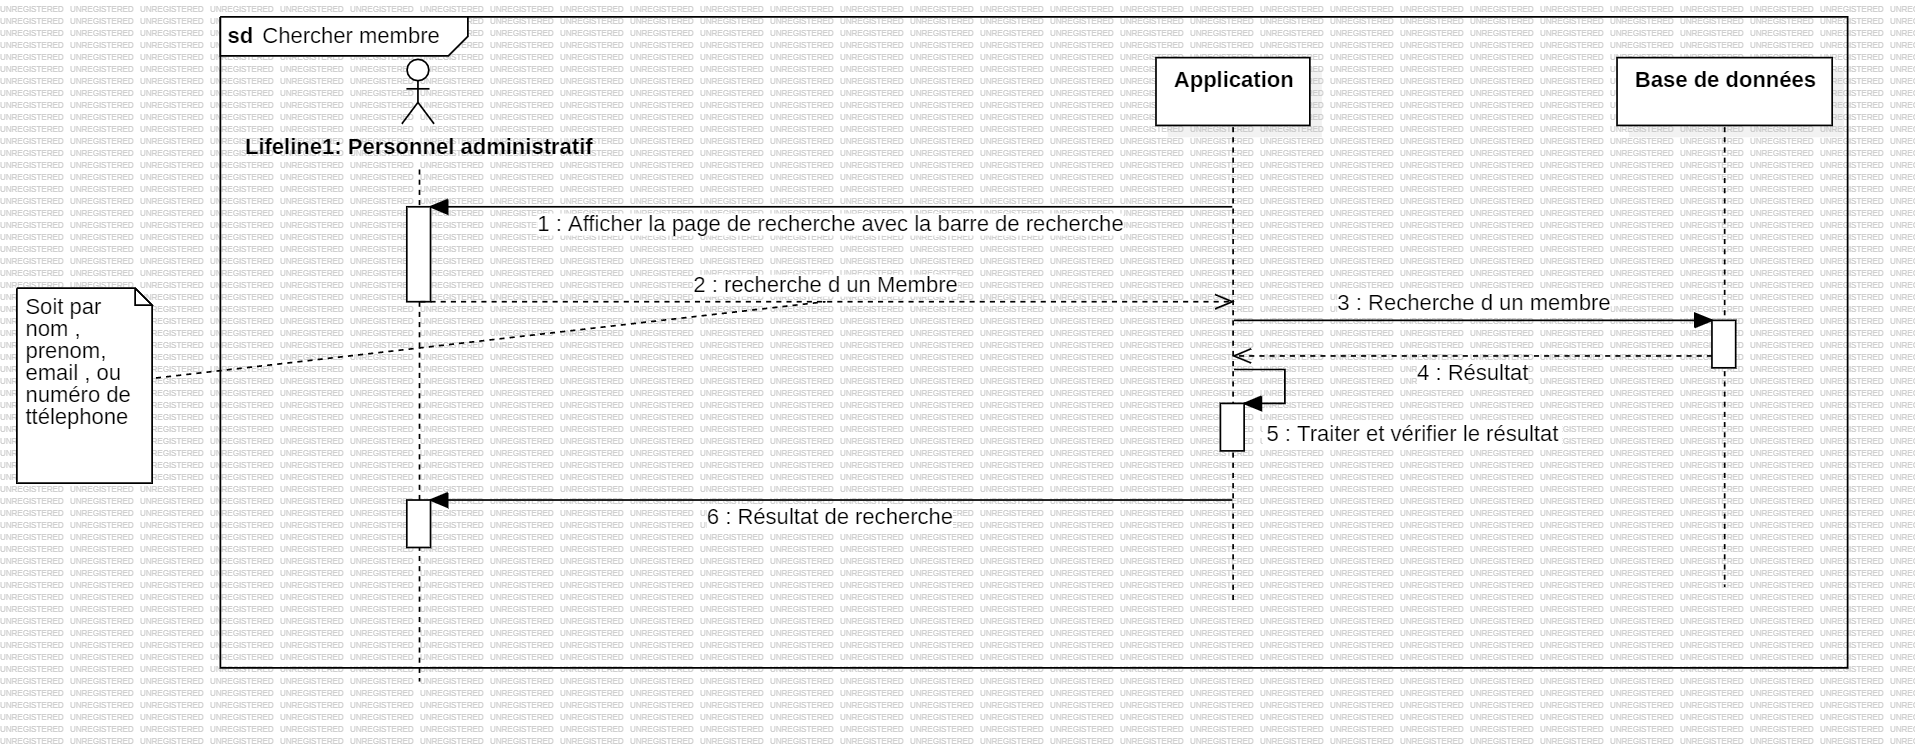 sd Chercher membre
Application
Base de données
Lifeline1: Personnel administratif
1 : Afficher la page de recherche avec la barre de recherche
2 : recherche d un Membre
3 : Recherche d un membre
Soit par
nom ,
prenom,
email , ou
numéro de
ttélephone
4 : Résultat
5 : Traiter et vérifier le résultat
6 : Résultat de recherche
UNREGISTERED